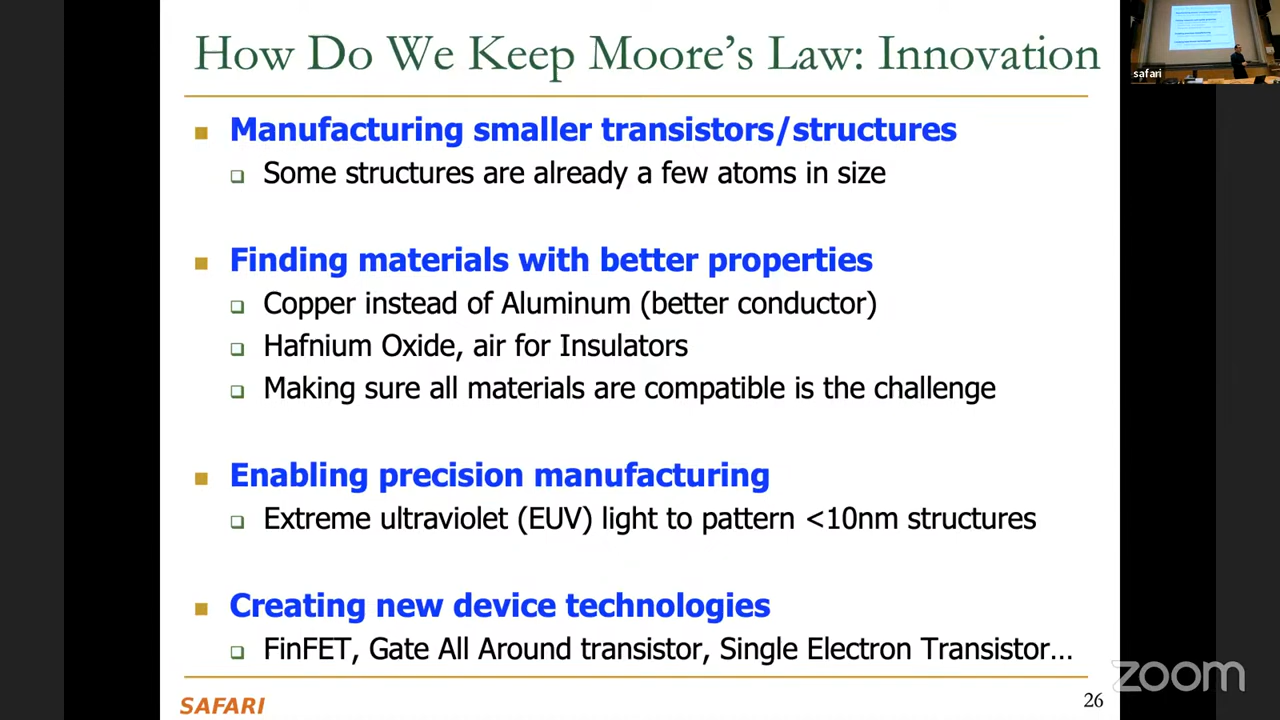 How Do We Keep Moore's Law: Innovation
safari
Manufacturing smaller transistors/structures
Some structures are already a few atoms in size
Finding materials with better properties
Copper instead of Aluminum (better conductor)
Hafnium Oxide, air for Insulators
Making sure all materials are compatible is the challenge
Enabling precision manufacturing
Extreme ultraviolet (EUV) light to pattern <10nm structures
Creating new device technologies
FinFET, Gate All Around transistor, Single Electron Transistor…
zoom
SAFARI
26